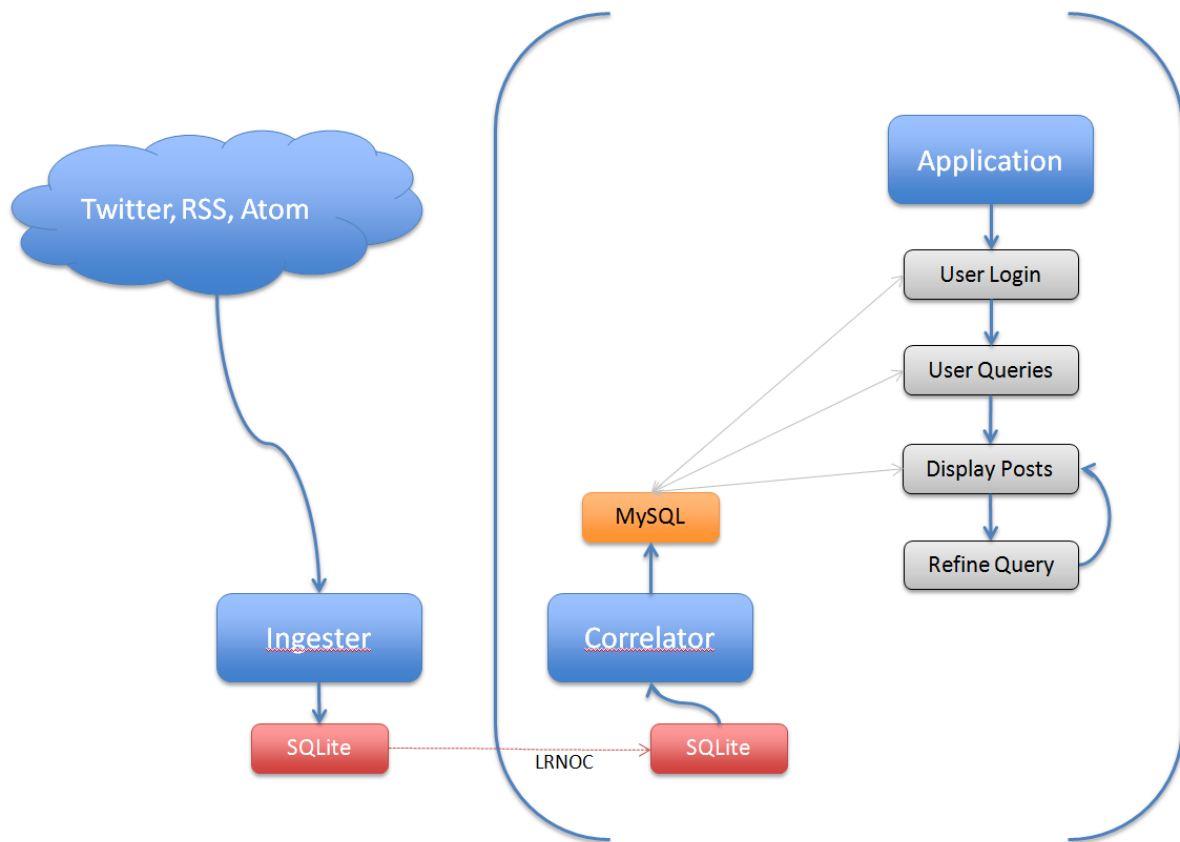 Twitter, RSS, Atom
Application
User Login
User Queries
Display Posts
MySQL
Refine Query
Ingester
Correlator
SQLite
SQLite
LRNOC